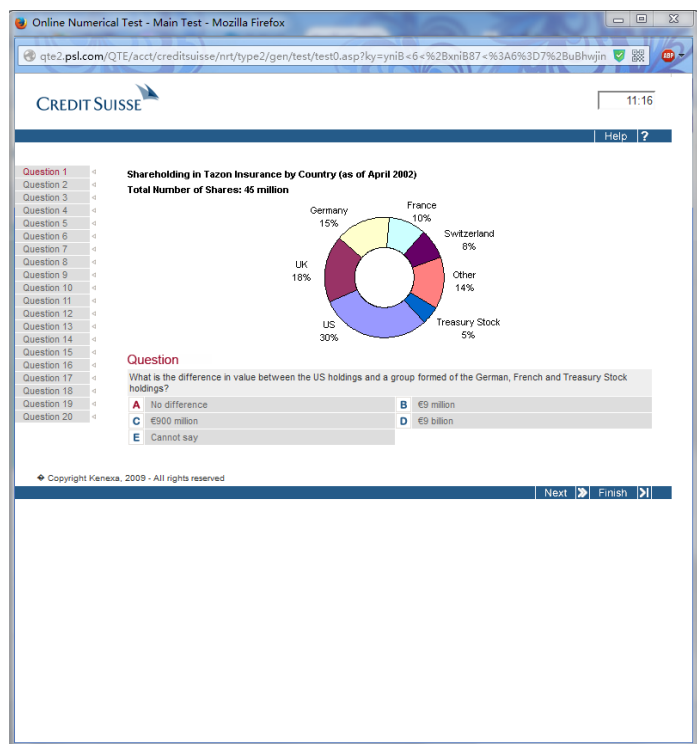 Online Numerical Test - Main Test - Mozilla Firefox
qte2.psl.com/QTE/acct/creditsuisse/nrt/type2/gen/test/test0.asp?ky=yniB<6<%2BxniB87<%3A6%3D7%2BuBhwjin
ABP
CREDIT SUISSE
11:16
Help ?
Question 1
Question 2
Question 3
Question 4
Question 5
Question 6
Question 7
Question 8
Question 9
Question 10
Question 11
Question 12
Question 13
Question 14
Question 15
Question 16
Question 17
Question 18
Question 19
Question 20
Shareholding in Tazon Insurance by Country (as of April 2002)
Total Number of Shares: 45 million
Germany
15%
France
10%
Switzerland
8%
UK
18%
Other
14%
US
30%
Treasury Stock
5%
Question
What is the difference in value between the US holdings and a group formed of the German, French and Treasury Stock
holdings?
A No difference
B €9 million
C €900 million
D €9 billion
E Cannot say
� Copyright Kenexa, 2009 - All rights reserved
Next Finish